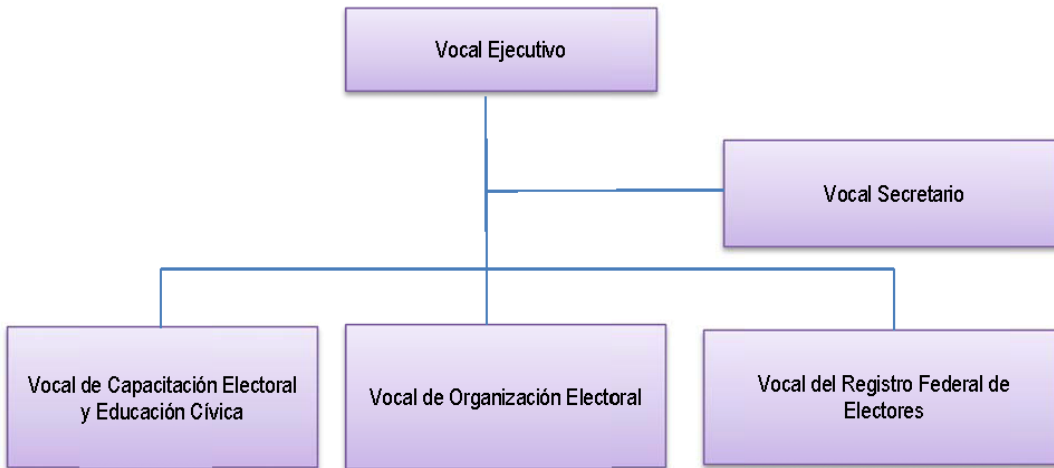 Vocal Ejecutivo
Vocal Secretario
Vocal de Capacitación Electoral
y Educación Cívica
Vocal de Organización Electoral
Vocal del Registro Federal de
Electores